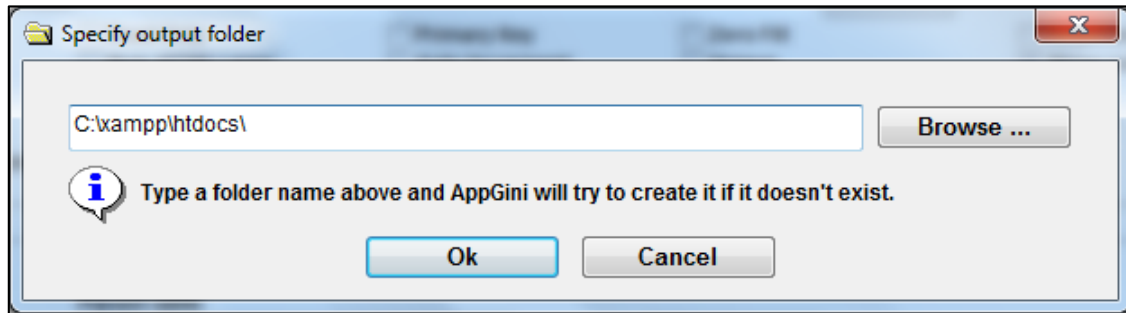 Specify output folder
C:\xampp\htdocs\
Browse ...
Type a folder name above and AppGini will try to create it if it doesn't exist.
Ok
Cancel